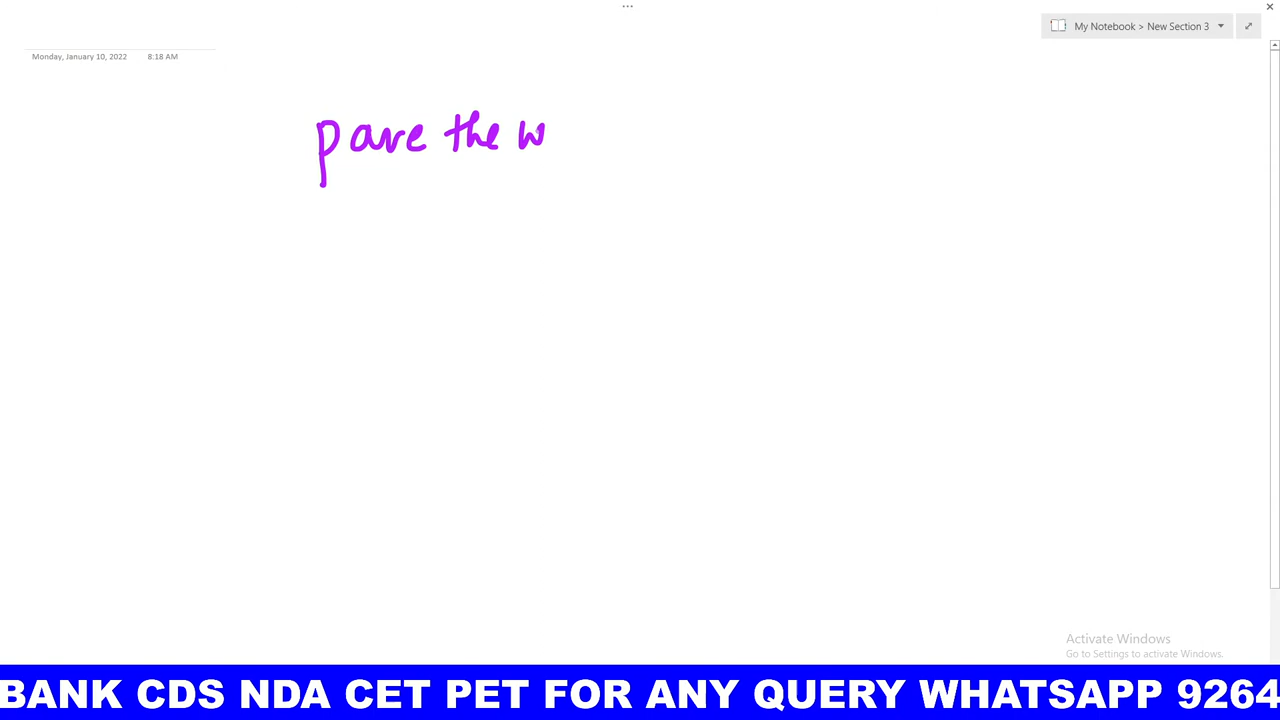 ...
My Notebook > New Section 3
Monday, January 10, 2022 8:18 AM
pave the w
Activate Windows
Go to Settings to activate Windows.
BANK CDS NDA CET PET FOR ANY QUERY WHATSAPP 9264